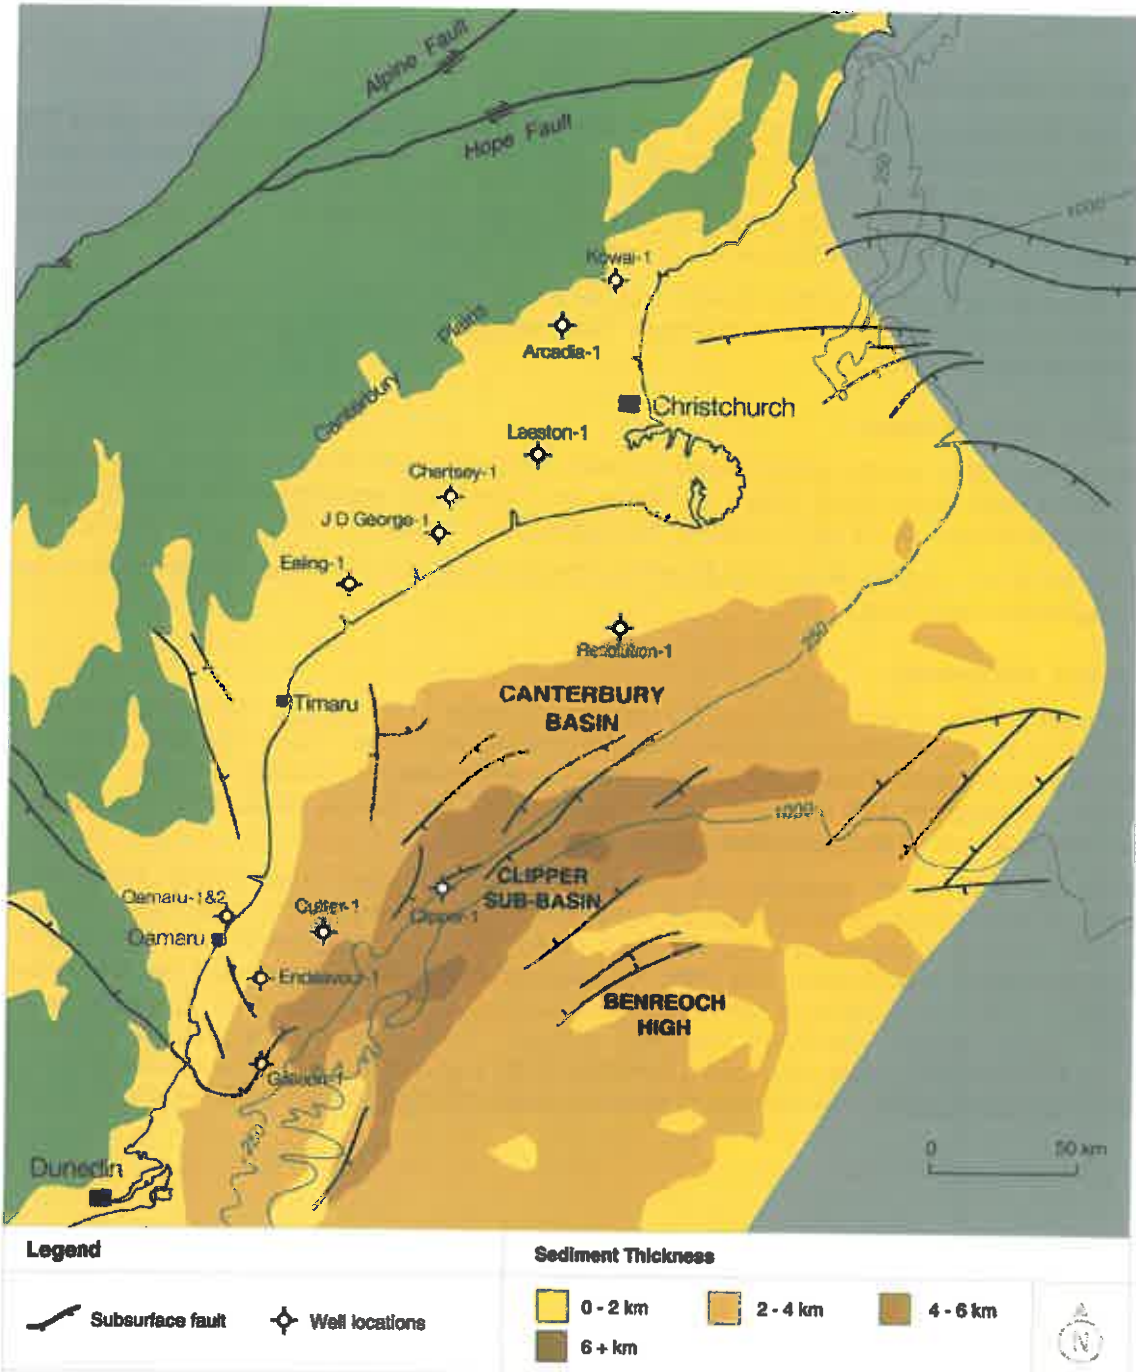 Alpine Fault
Hope Fault
1000
Kowai-1
Plains
Arcadia-1
Canterbury
Christchurch
Leeston-1
Chertsey-1
J D George-1
Ealing-1
250
Resolution-1
CANTERBURY
BASIN
Timaru
1000
CLIPPER
SUB-BASIN
Oamaru-1&2
Cutter-1
Clipper-1
Oamaru
Endeavour-1
BENREOCH
HIGH
Galleon-1
250
0 50 km
Dunedin
Legend
Subsurface fault
Well locations
Sediment Thickness
0 - 2 km
2 - 4 km
4 - 6 km
6 + km
N